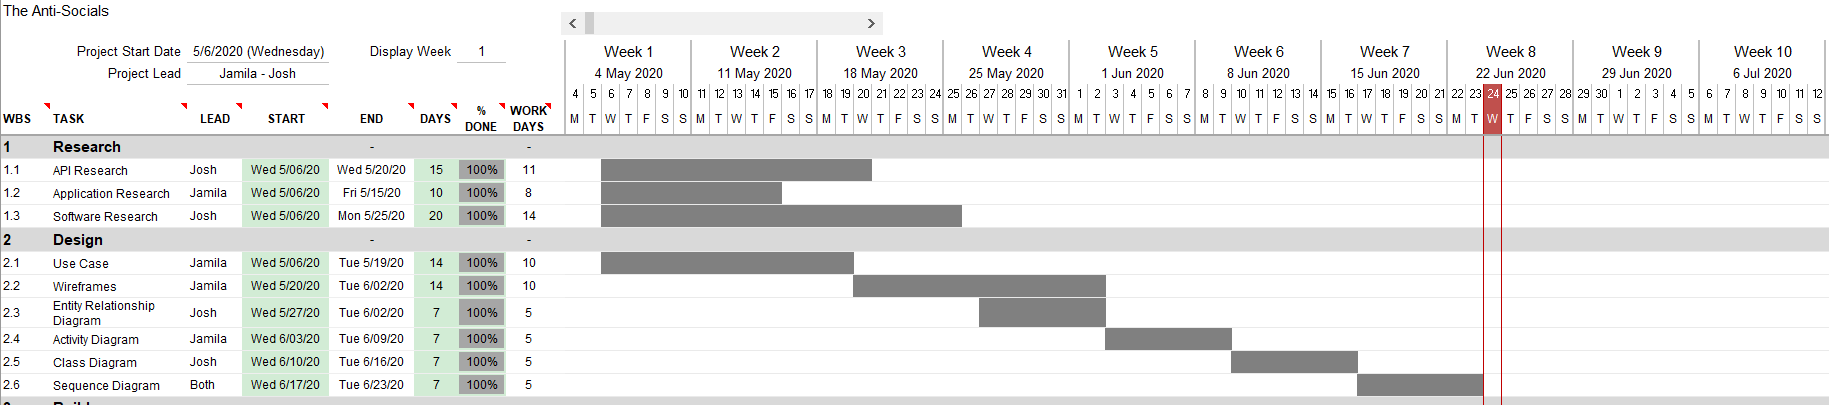 The Anti-Socials
< >
Project Start Date 5/6/2020 (Wednesday) Display Week 1 Week 1 Week 2 Week 3 Week 4 Week 5 Week 6 Week 7 Week 8 Week 9 Week 10
Project Lead Jamila - Josh 4 May 2020 11 May 2020 18 May 2020 25 May 2020 1 Jun 2020 8 Jun 2020 15 Jun 2020 22 Jun 2020 29 Jun 2020 6 Jul 2020
4 5 6 7 8 9 10 11 12 13 14 15 16 17 18 19 20 21 22 23 24 25 26 27 28 29 30 31 1 2 3 4 5 6 7 8 9 10 11 12 13 14 15 16 17 18 19 20 21 22 23 24 25 26 27 28 29 30 1 2 3 4 5 6 7 8 9 10 11 12
WBS TASK LEAD START END DAYS % DONE WORK DAYS M T W T F S S M T W T F S S M T W T F S S M T W T F S S M T W T F S S M T W T F S S M T W T F S S M T W T F S S M T W T F S S M T W T F S S
1 Research - -
1.1 API Research Josh Wed 5/06/20 Wed 5/20/20 15 100% 11
1.2 Application Research Jamila Wed 5/06/20 Fri 5/15/20 10 100% 8
1.3 Software Research Josh Wed 5/06/20 Mon 5/25/20 20 100% 14
2 Design - -
2.1 Use Case Jamila Wed 5/06/20 Tue 5/19/20 14 100% 10
2.2 Wireframes Jamila Wed 5/20/20 Tue 6/02/20 14 100% 10
2.3 Entity Relationship Diagram Josh Wed 5/27/20 Tue 6/02/20 7 100% 5
2.4 Activity Diagram Jamila Wed 6/03/20 Tue 6/09/20 7 100% 5
2.5 Class Diagram Josh Wed 6/10/20 Tue 6/16/20 7 100% 5
2.6 Sequence Diagram Both Wed 6/17/20 Tue 6/23/20 7 100% 5